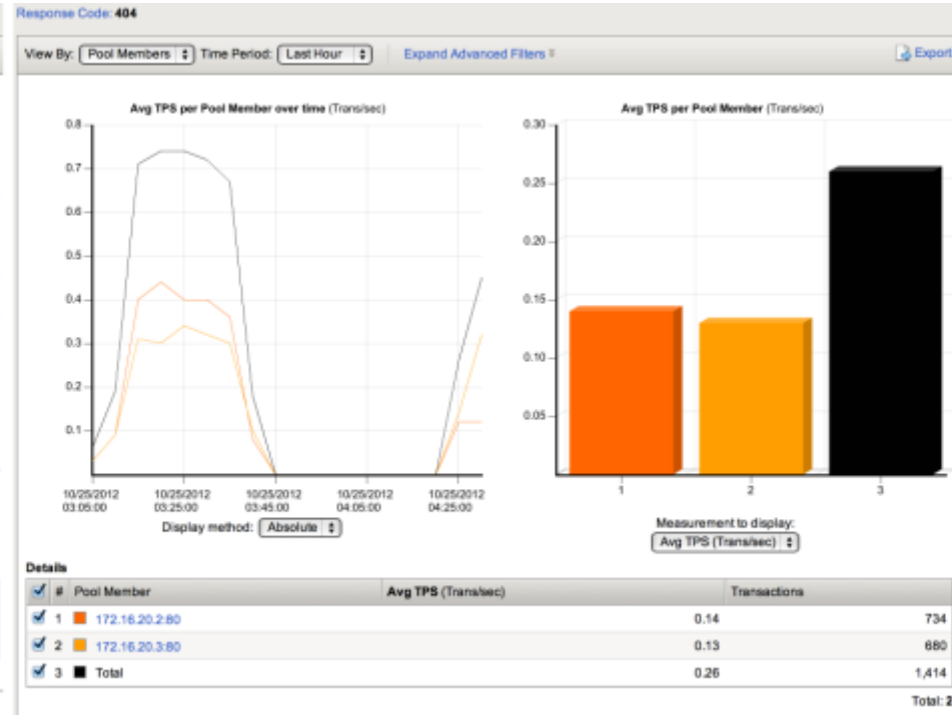 Response Code: 404
View By: Pool Members Time Period: Last Hour Expand Advanced Filters Export
Avg TPS per Pool Member over time (Trans/sec)
0.8
0.7
0.6
0.5
0.4
0.3
0.2
0.1
10/25/2012 10/25/2012 10/25/2012 10/25/2012 10/25/2012
03:05:00 03:25:00 03:45:00 04:05:00 04:25:00
Display method: Absolute
Avg TPS per Pool Member (Trans/sec)
0.30
0.25
0.20
0.15
0.10
0.05
1 2 3
Measurement to display:
Avg TPS (Trans/sec)
Details
# Pool Member Avg TPS (Trans/sec) Transactions
1 172.16.20.2:80 0.14 734
2 172.16.20.3:80 0.13 680
3 Total 0.26 1,414
Total: 2